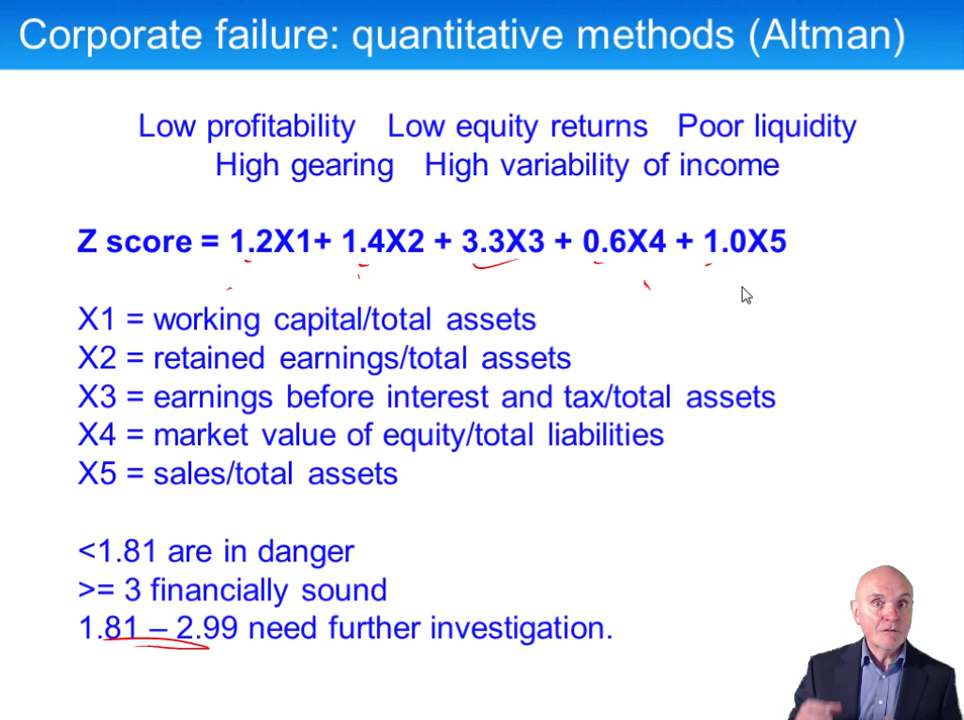 Corporate failure: quantitative methods (Altman)
Low profitability Low equity returns Poor liquidity
High gearing High variability of income
Z score = 1.2X1+ 1.4X2 + 3.3X3 + 0.6X4 + 1.0X5
X1 = working capital/total assets
X2 = retained earnings/total assets
X3 = earnings before interest and tax/total assets
X4 = market value of equity/total liabilities
X5 = sales/total assets
<1.81 are in danger
>= 3 financially sound
1.81 – 2.99 need further investigation.